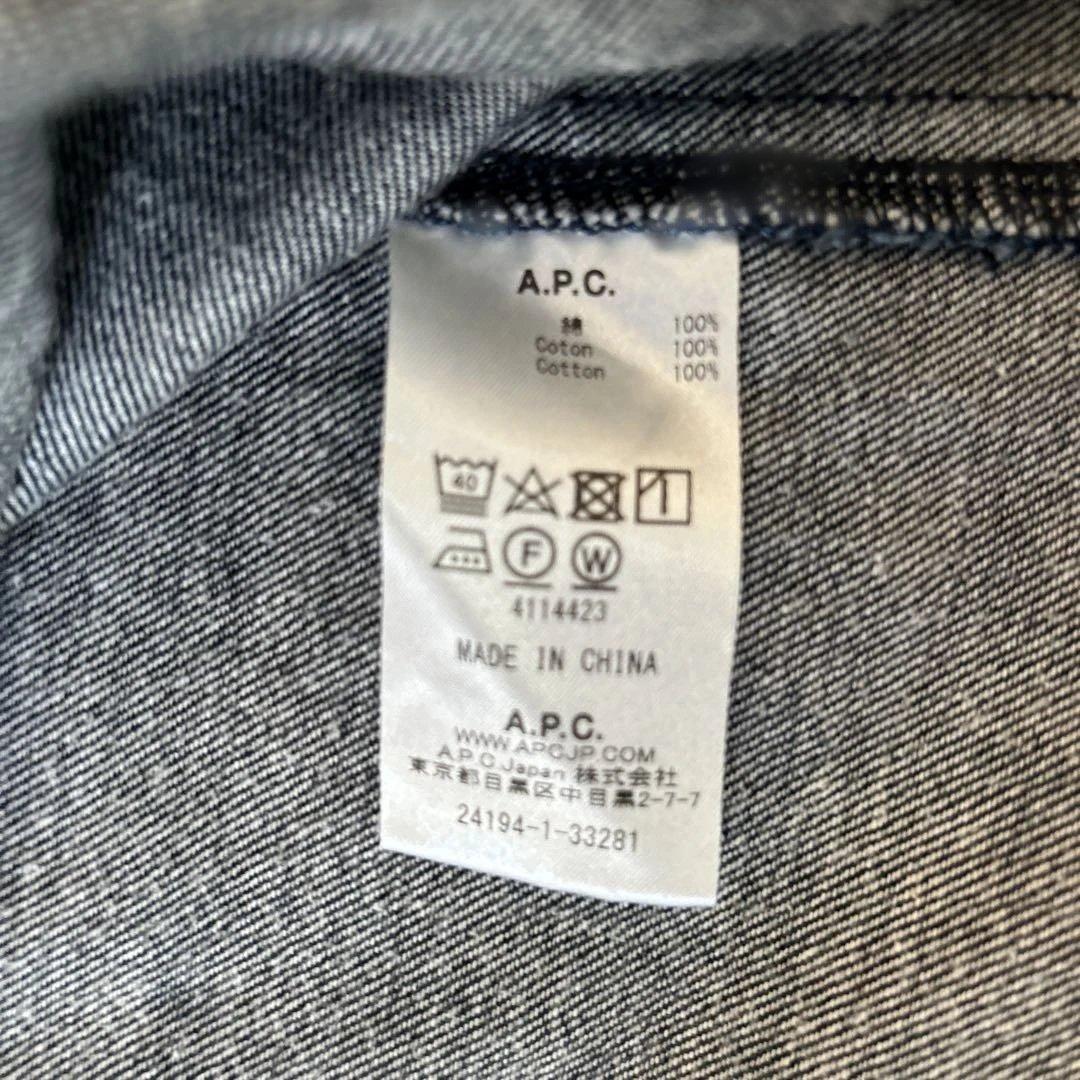 A.P.C.
綿 100%
Coton 100%
Cotton 100%
40
F W
4114423
MADE IN CHINA
A.P.C.
WWW.APCJP.COM
A.P.C.Japan 株式会社
東京都目黒区中目黒2-7-7
24194-1-33281